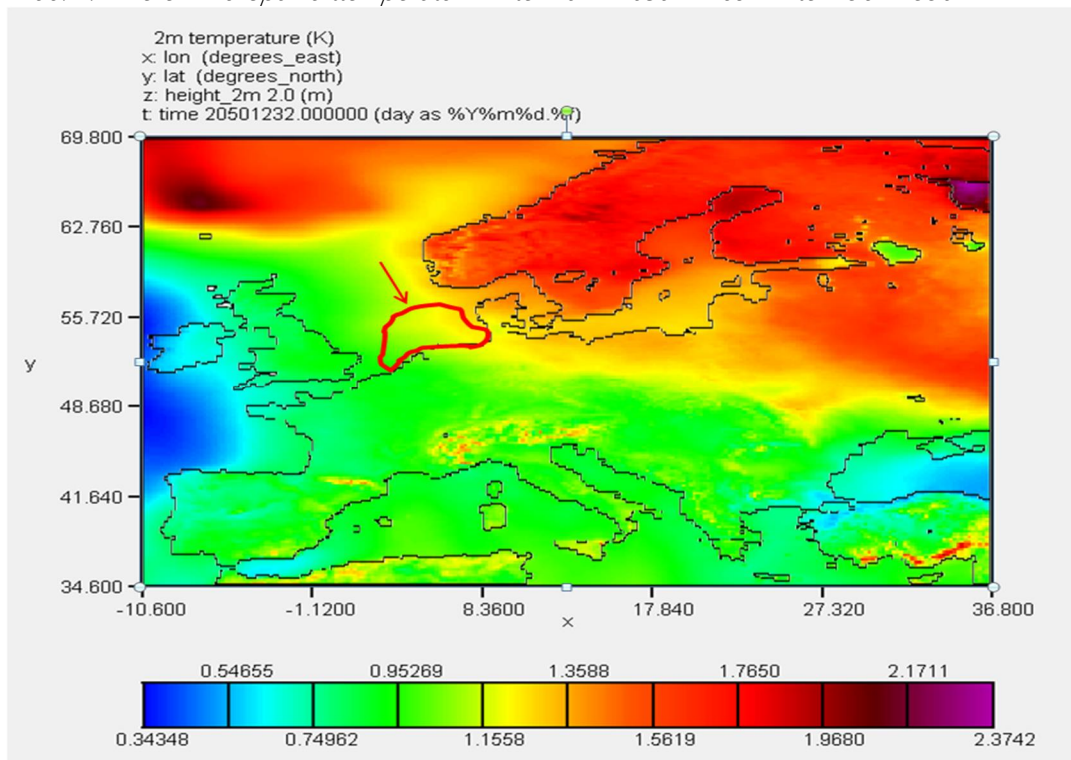 2m temperature (K)
x: lon (degrees_east)
y: lat (degrees_north)
z: height_2m 2.0 (m)
t: time 20501232.000000 (day as %Y%m%d.%f)
69.800
62.760
55.720
y
48.680
41.640
34.600
-10.600 -1.1200 8.3600 17.840 27.320 36.800
x
0.54655 0.95269 1.3588 1.7650 2.1711
0.34348 0.74962 1.1558 1.5619 1.9680 2.3742